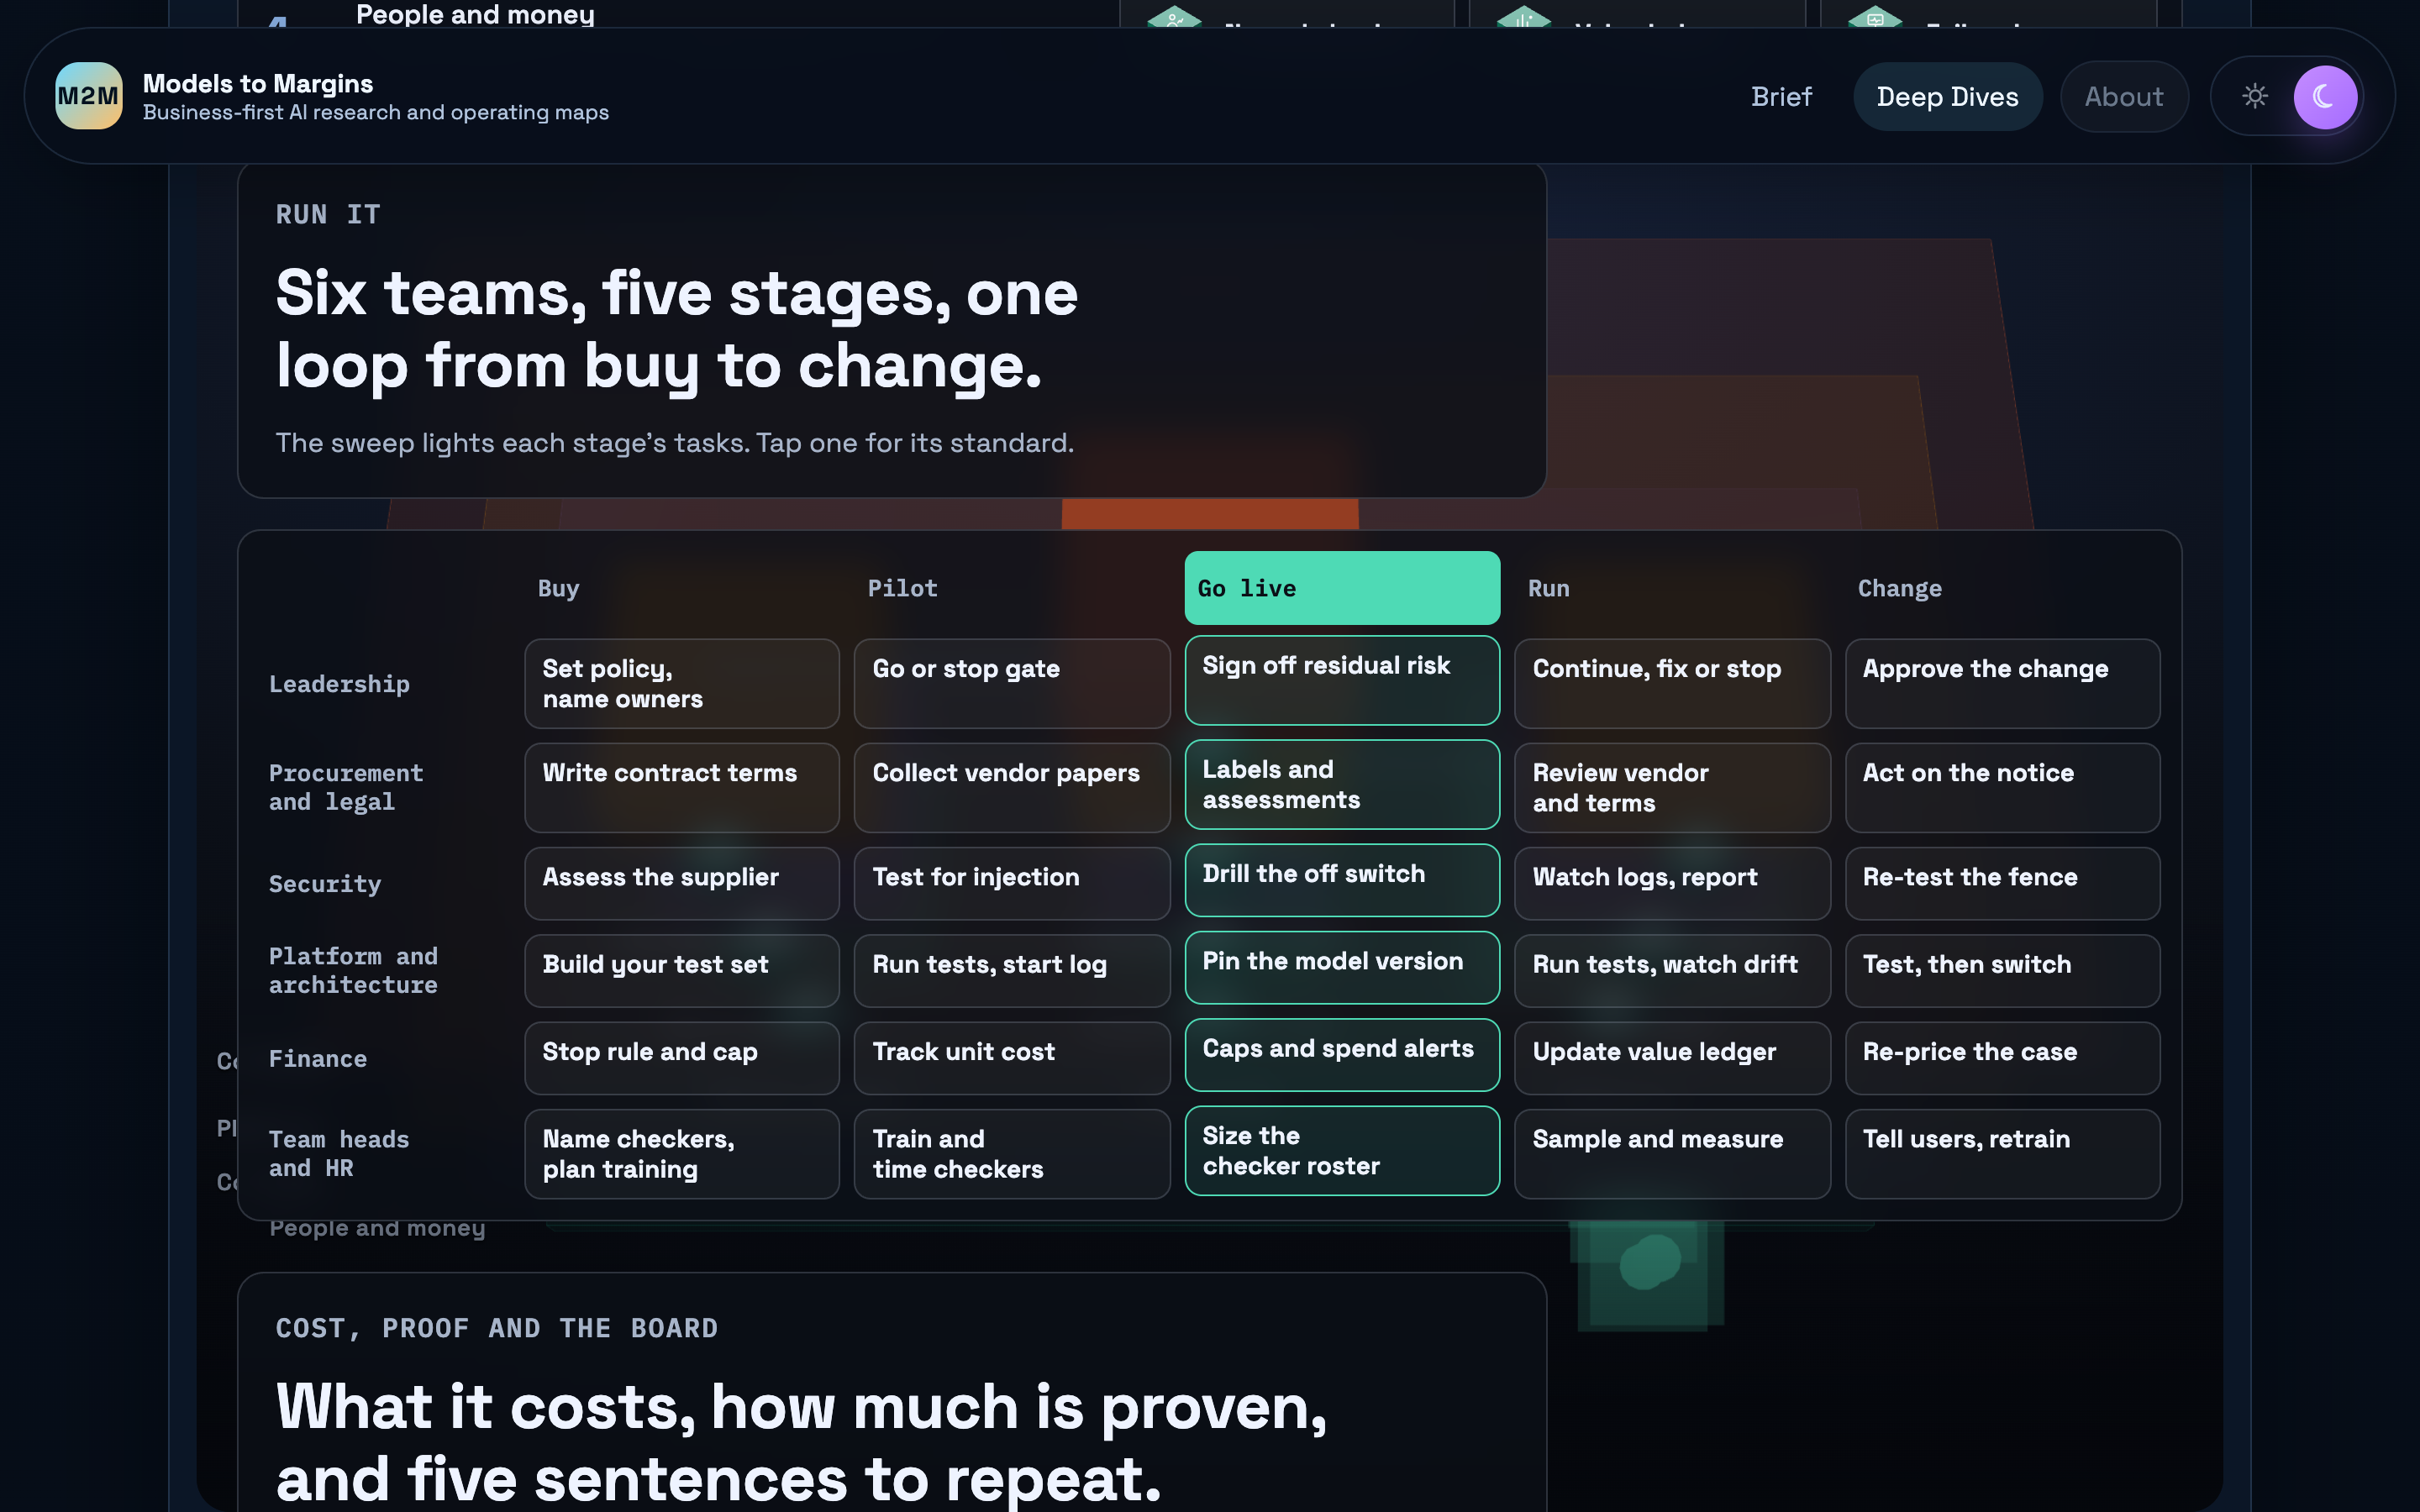 People and money
M2M
Models to Margins
Business-first AI research and operating maps
Brief
Deep Dives
About
RUN IT
Six teams, five stages, one
loop from buy to change.
The sweep lights each stage's tasks. Tap one for its standard.
Buy
Pilot
Go live
Run
Change
Leadership
Set policy,
name owners
Go or stop gate
Sign off residual risk
Continue, fix or stop
Approve the change
Procurement
and legal
Write contract terms
Collect vendor papers
Labels and
assessments
Review vendor
and terms
Act on the notice
Security
Assess the supplier
Test for injection
Drill the off switch
Watch logs, report
Re-test the fence
Platform and
architecture
Build your test set
Run tests, start log
Pin the model version
Run tests, watch drift
Test, then switch
Finance
Stop rule and cap
Track unit cost
Caps and spend alerts
Update value ledger
Re-price the case
Team heads
and HR
Name checkers,
plan training
Train and
time checkers
Size the
checker roster
Sample and measure
Tell users, retrain
People and money
COST, PROOF AND THE BOARD
What it costs, how much is proven,
and five sentences to repeat.